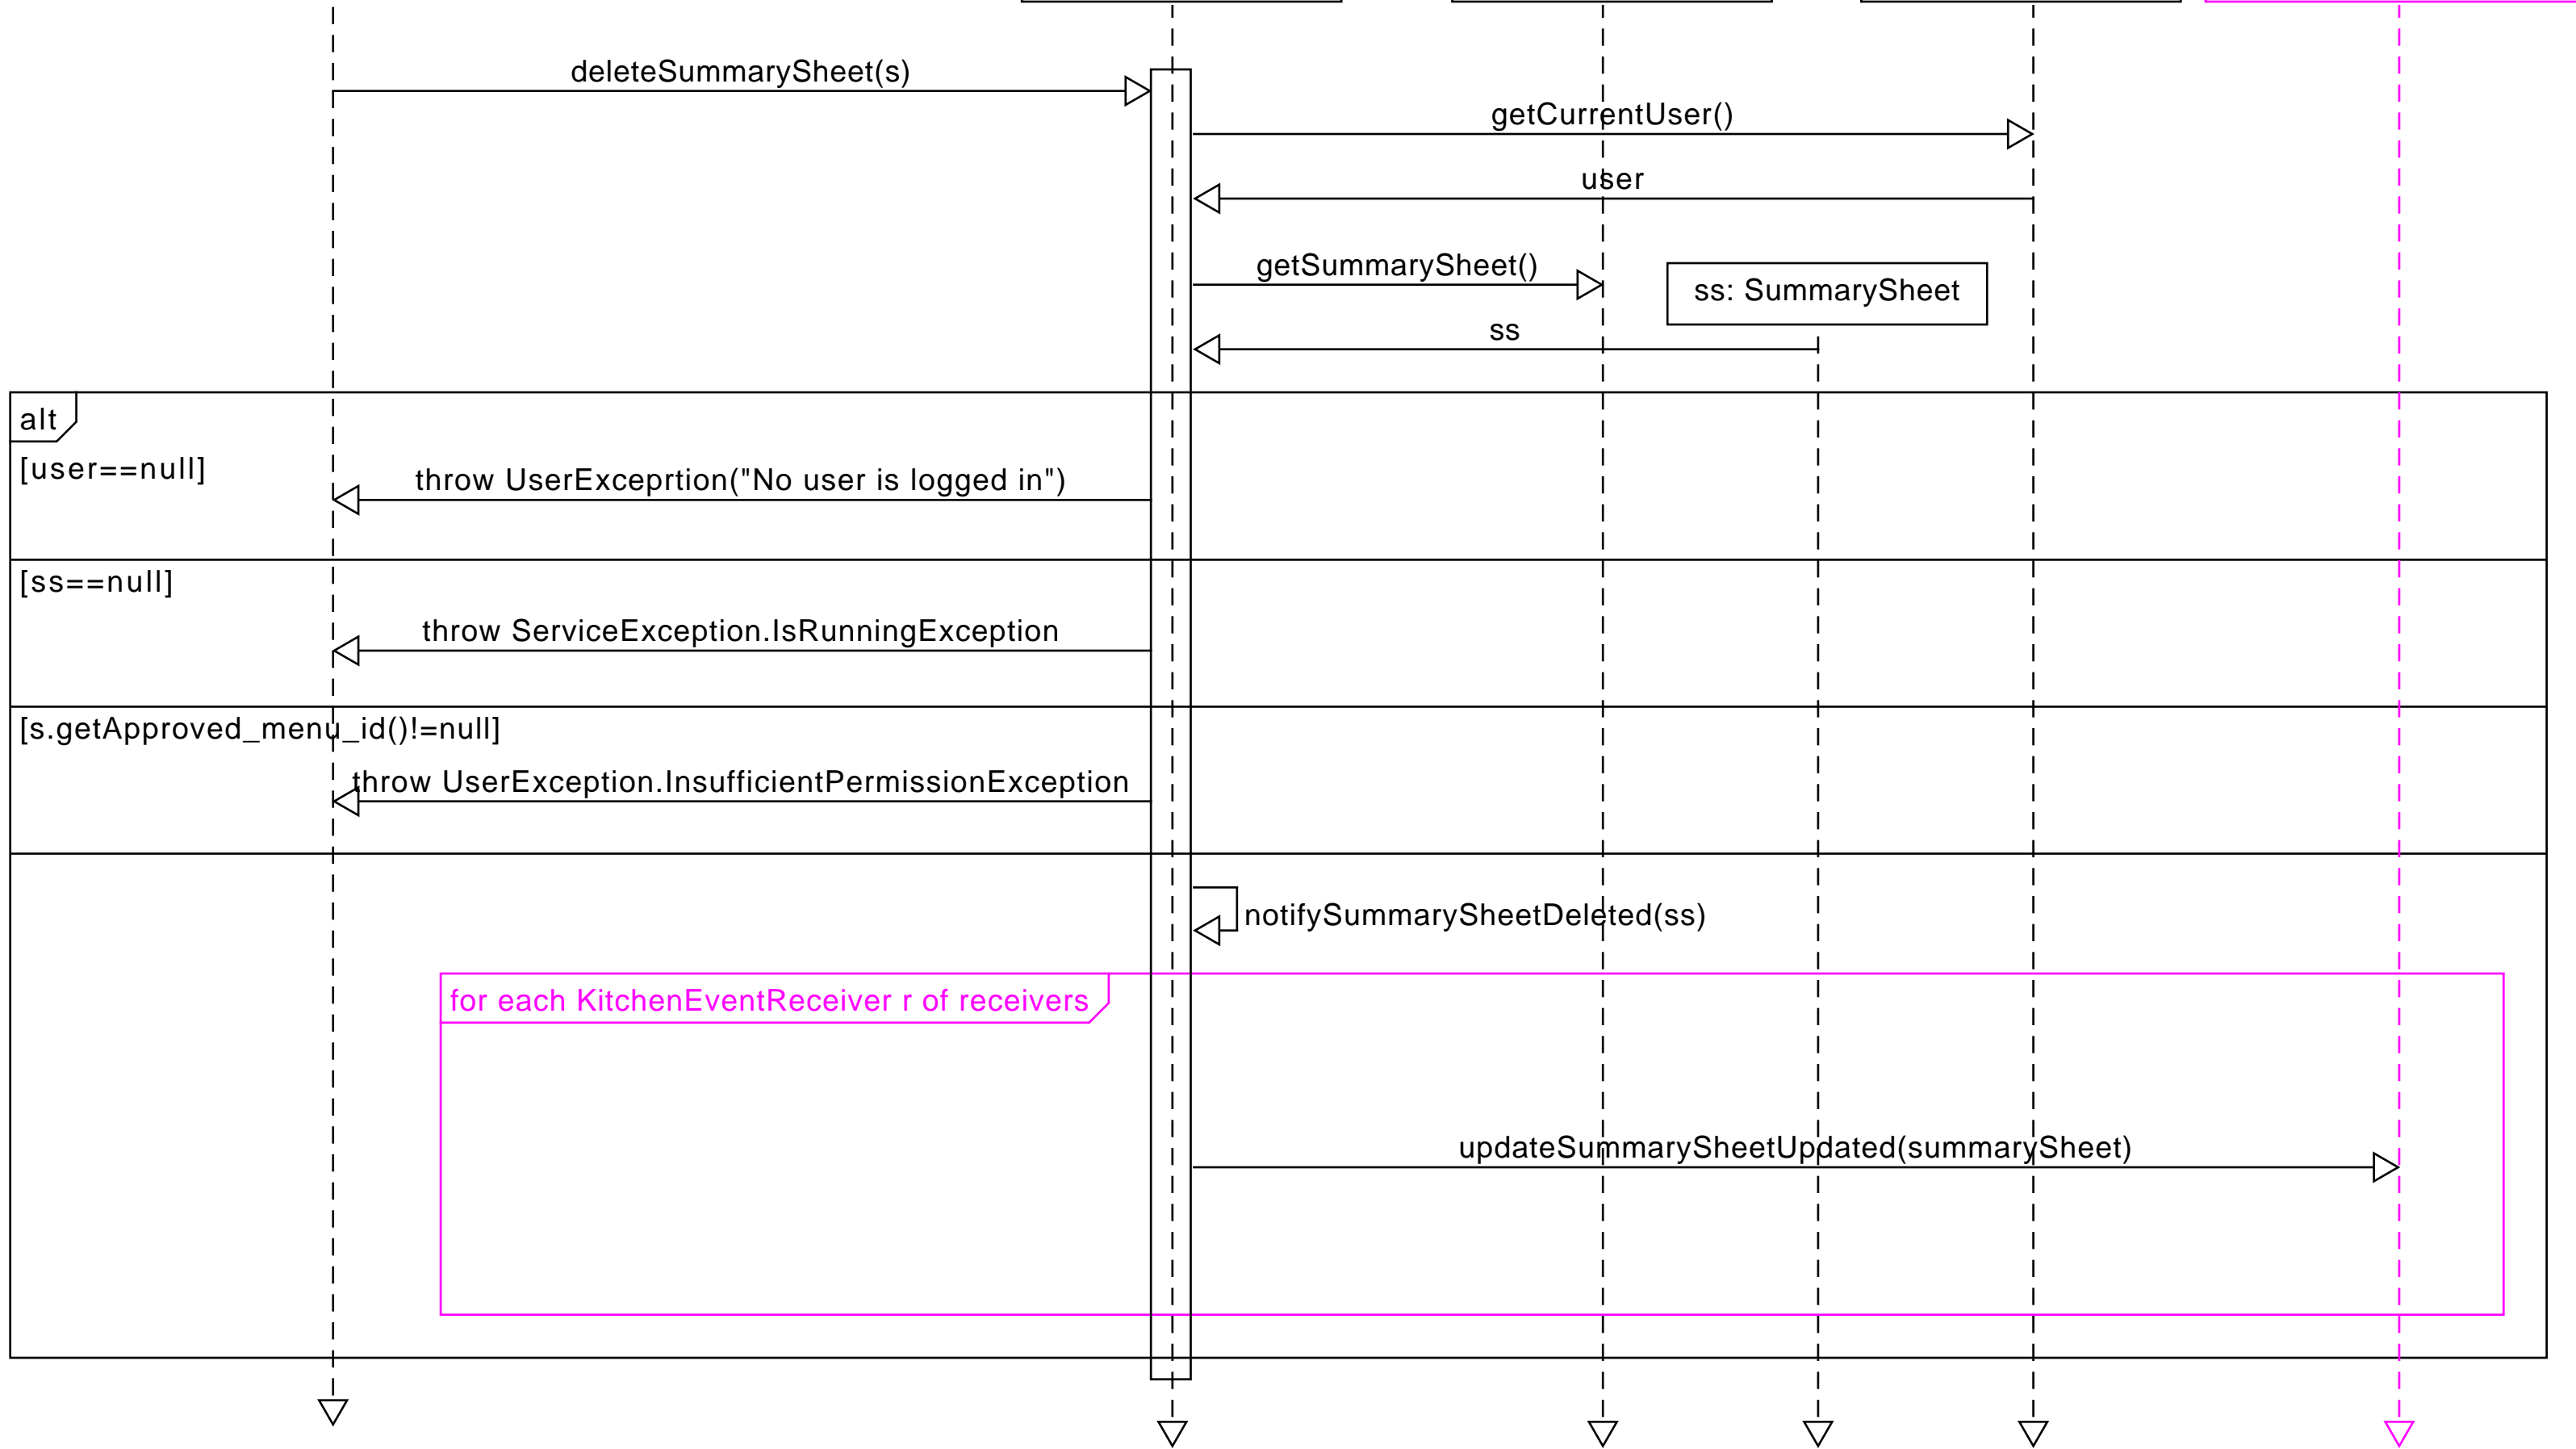 deleteSummarySheet(s)
getCurrentUser()
user
getSummarySheet()
ss: SummarySheet
ss
alt
[user==null]
throw UserExceprtion("No user is logged in")
[ss==null]
throw ServiceException.IsRunningException
[s.getApproved_menu_id()!=null]
throw UserException.InsufficientPermissionException
notifySummarySheetDeleted(ss)
for each KitchenEventReceiver r of receivers
updateSummarySheetUpdated(summarySheet)